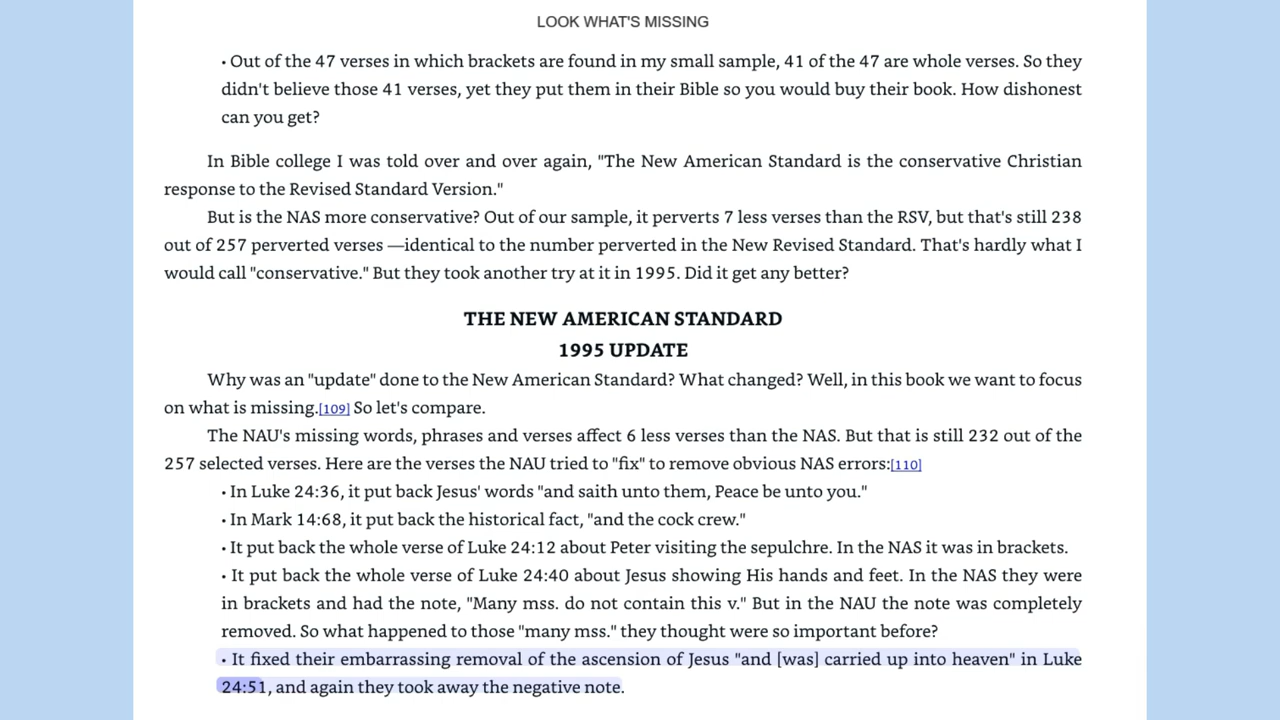 LOOK WHAT'S MISSING
• Out of the 47 verses in which brackets are found in my small sample, 41 of the 47 are whole verses. So they
didn't believe those 41 verses, yet they put them in their Bible so you would buy their book. How dishonest
can you get?
In Bible college I was told over and over again, "The New American Standard is the conservative Christian
response to the Revised Standard Version."
But is the NAS more conservative? Out of our sample, it perverts 7 less verses than the RSV, but that's still 238
out of 257 perverted verses —identical to the number perverted in the New Revised Standard. That's hardly what I
would call "conservative." But they took another try at it in 1995. Did it get any better?
THE NEW AMERICAN STANDARD
1995 UPDATE
Why was an "update" done to the New American Standard? What changed? Well, in this book we want to focus
on what is missing.[109] So let's compare.
The NAU's missing words, phrases and verses affect 6 less verses than the NAS. But that is still 232 out of the
257 selected verses. Here are the verses the NAU tried to "fix" to remove obvious NAS errors:[110]
• In Luke 24:36, it put back Jesus' words "and saith unto them, Peace be unto you."
• In Mark 14:68, it put back the historical fact, "and the cock crew."
• It put back the whole verse of Luke 24:12 about Peter visiting the sepulchre. In the NAS it was in brackets.
• It put back the whole verse of Luke 24:40 about Jesus showing His hands and feet. In the NAS they were
in brackets and had the note, "Many mss. do not contain this v." But in the NAU the note was completely
removed. So what happened to those "many mss." they thought were so important before?
• It fixed their embarrassing removal of the ascension of Jesus "and [was] carried up into heaven" in Luke
24:51, and again they took away the negative note.